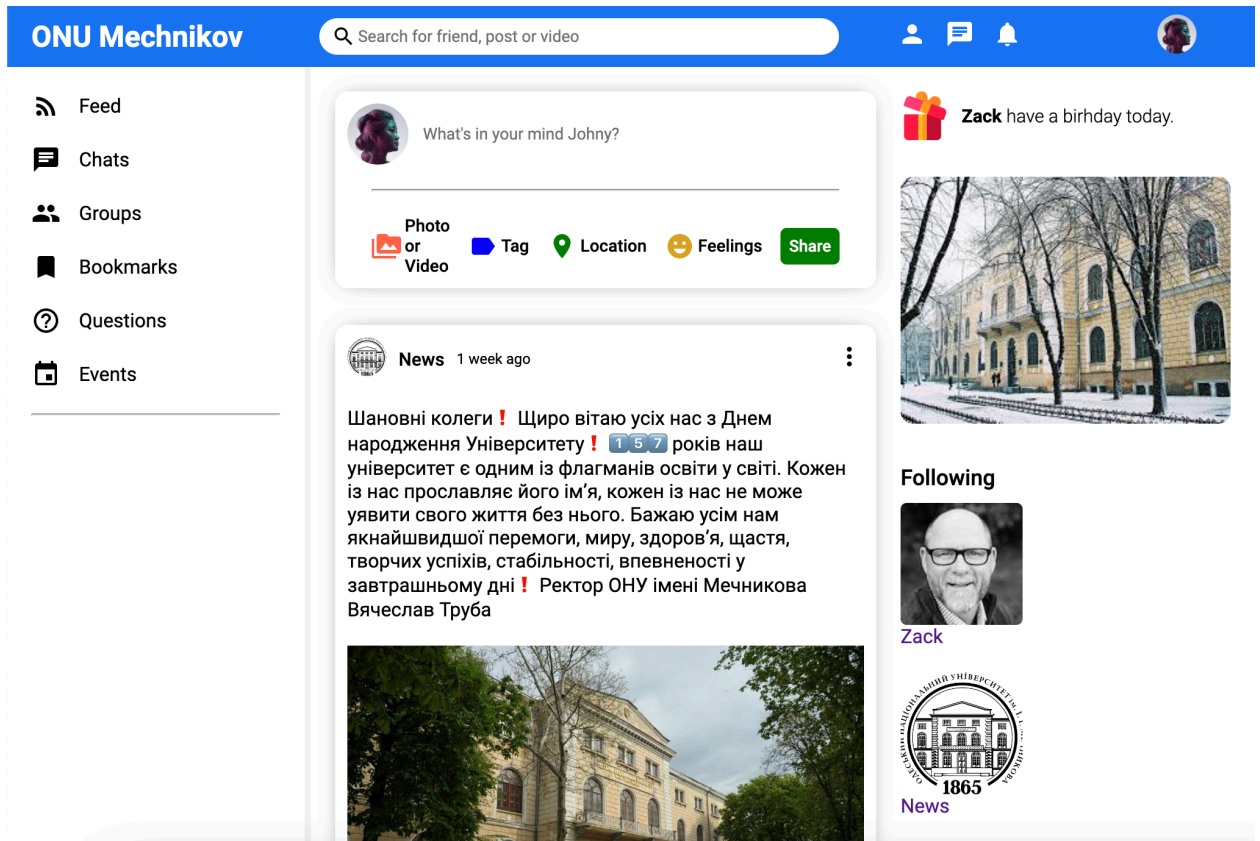 ONU Mechnikov
Search for friend, post or video
Feed
Chats
Groups
Bookmarks
Questions
Events
What's in your mind Johny?
Photo
or
Video
Tag
Location
Feelings
Share
News 1 week ago
Шановні колеги❗ Щиро вітаю усіх нас з Днем
народження Університету❗ 1️⃣5️⃣7️⃣ років наш
університет є одним із флагманів освіти у світі. Кожен
із нас прославляє його ім’я, кожен із нас не може
уявити свого життя без нього. Бажаю усім нам
якнайшвидшої перемоги, миру, здоров’я, щастя,
творчих успіхів, стабільності, впевненості у
завтрашньому дні❗ Ректор ОНУ імені Мечникова
Вячеслав Труба
Zack have a birhday today.
Following
Zack
ОДЕСЬКИЙ НАЦІОНАЛЬНИЙ УНІВЕРСИТЕТ ім. І.
1865
News